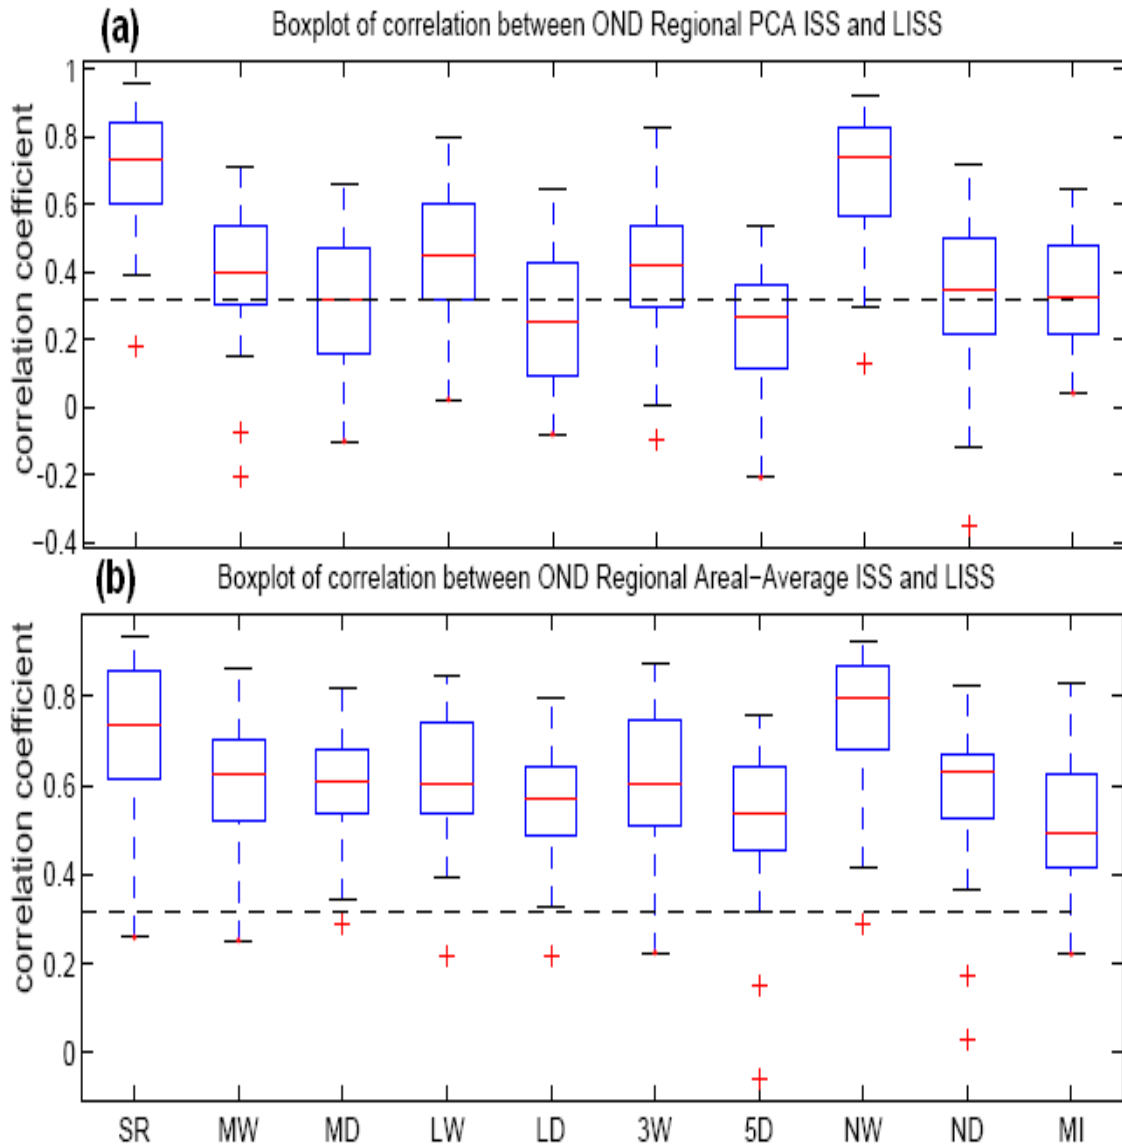 (a) Boxplot of correlation between OND Regional PCA ISS and LISS
correlation coefficient
1
0.8
0.6
0.4
0.2
0
−0.2
−0.4
(b) Boxplot of correlation between OND Regional Areal−Average ISS and LISS
correlation coefficient
0.8
0.6
0.4
0.2
0
SR MW MD LW LD 3W 5D NW ND MI